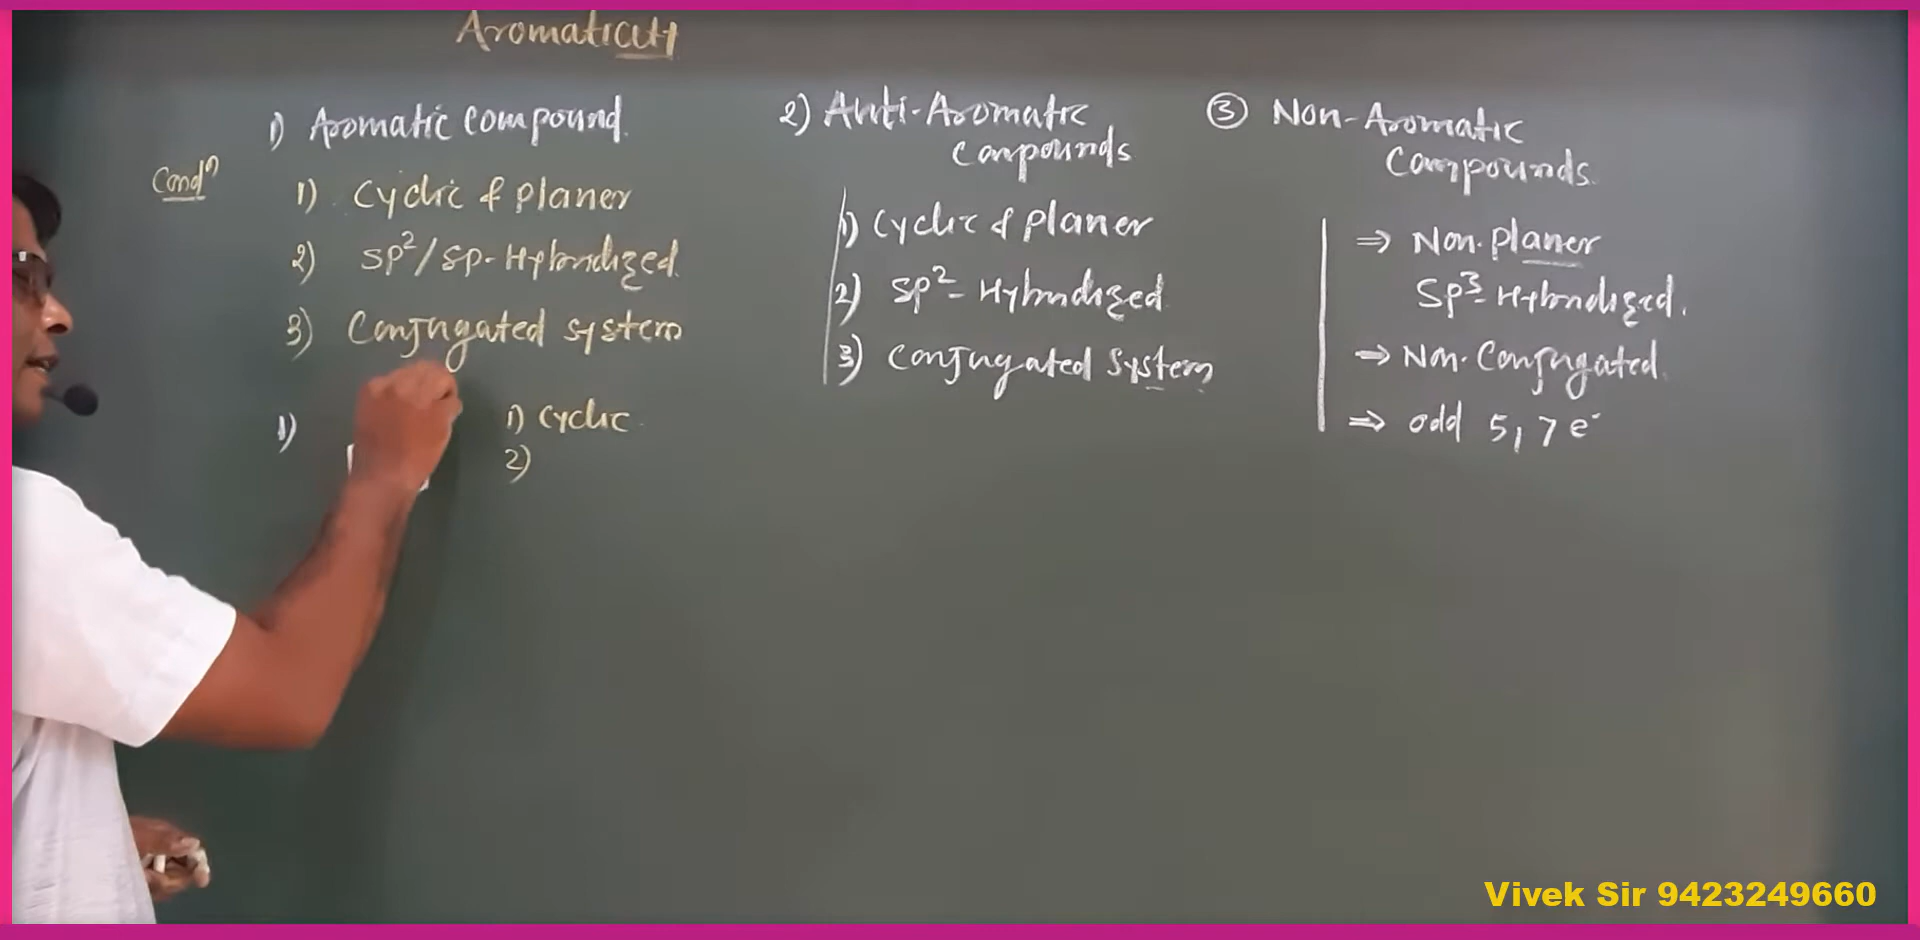 Aromaticity
1) Aromatic compound
Condn
1) Cyclic & planer
2) SP2/SP-Hybridized
3) Conjugated system
1)
1) Cyclic
2)
2) Anti-Aromatic
Compounds
1) Cyclic & planer
2) SP2-Hybridized
3) Conjugated system
③ Non-Aromatic
Compounds
⇒ Non-planer
SP3-Hybridized.
⇒ Non-Conjugated
⇒ odd 5, 7 e-
Vivek Sir 9423249660